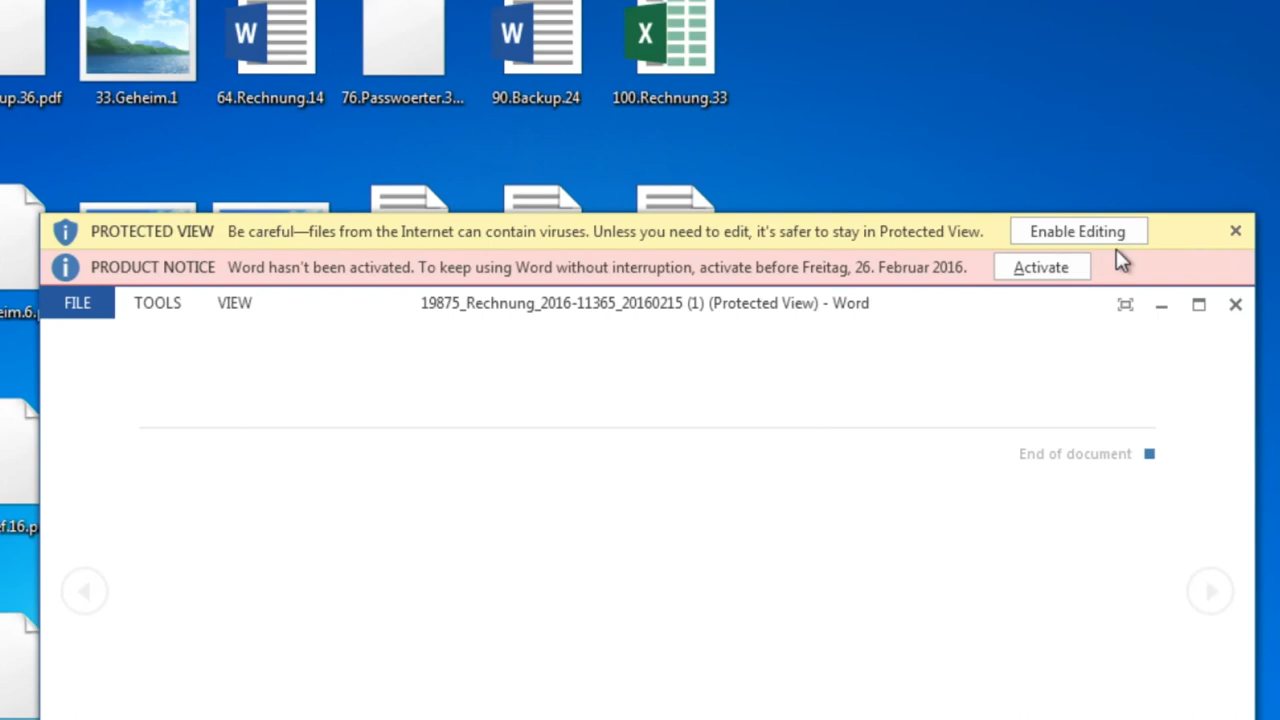 up.36.pdf
33.Geheim.1
64.Rechnung.14
76.Passwoerter.3...
90.Backup.24
100.Rechnung.33
W
W
X
PROTECTED VIEW Be careful—files from the Internet can contain viruses. Unless you need to edit, it's safer to stay in Protected View. Enable Editing
PRODUCT NOTICE Word hasn't been activated. To keep using Word without interruption, activate before Freitag, 26. Februar 2016. Activate
FILE TOOLS VIEW 19875_Rechnung_2016-11365_20160215 (1) (Protected View) - Word
eim.6.
End of document
ef.16.p